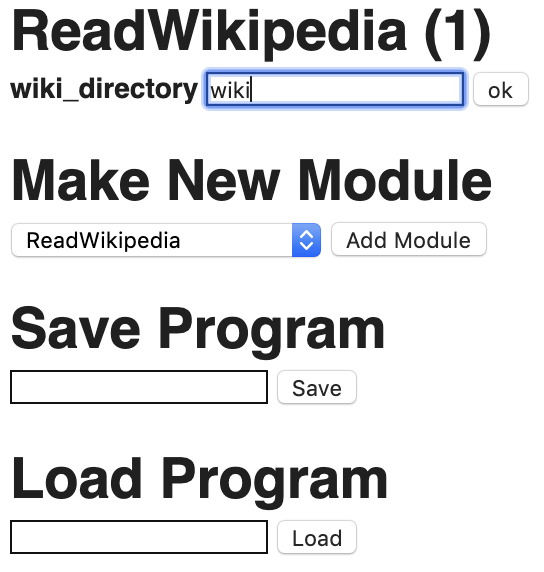 ReadWikipedia (1)
wiki_directory wiki ok
Make New Module
ReadWikipedia Add Module
Save Program
Save
Load Program
Load